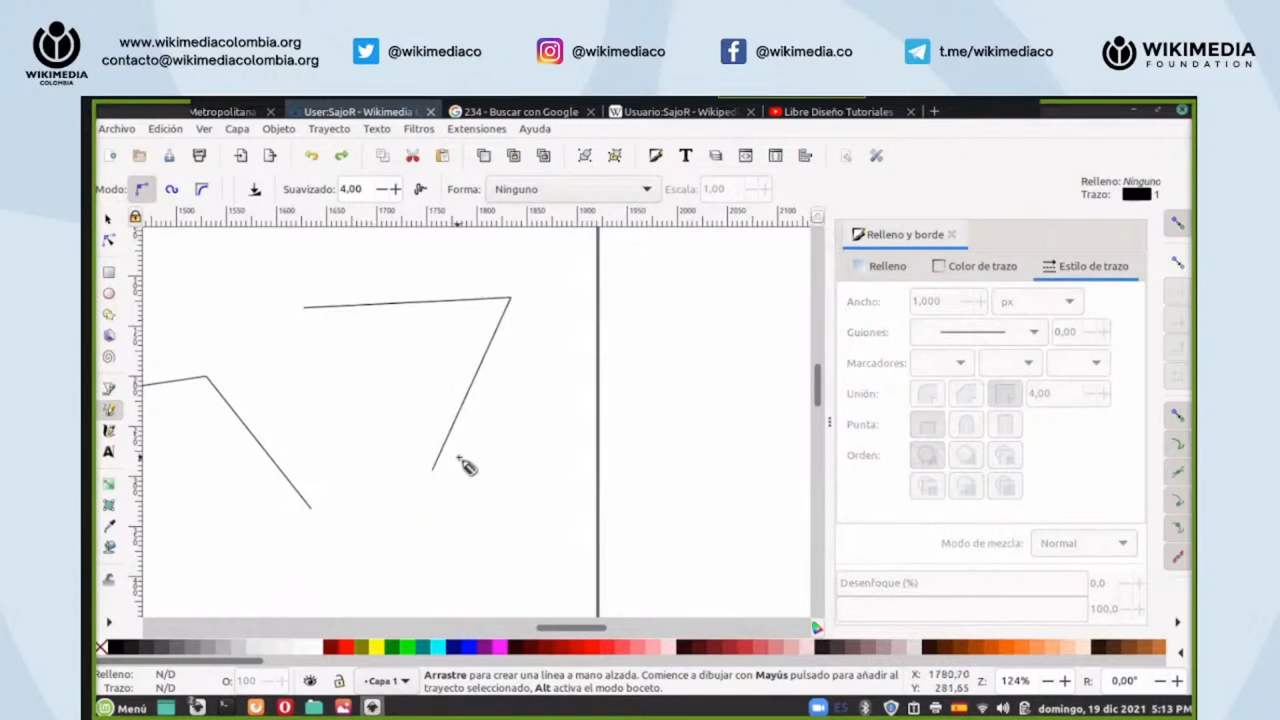 WIKIMEDIA
COLOMBIA
www.wikimediacolombia.org
contacto@wikimediacolombia.org
@wikimediaco
@wikimediaco
@wikimedia.co
t.me/wikimediaco
WIKIMEDIA
FOUNDATION
Metropolitana
User:SajoR - Wikimedia
234 - Buscar con Google
Usuario:SajoR - Wikiped
Libre Diseño Tutoriales
Archivo Edición Ver Capa Objeto Trayecto Texto Filtros Extensiones Ayuda
Modo: Suavizado: 4,00 Forma: Ninguno Escala: 1,00
Relleno: Ninguno
Trazo: 1
1500 1550 1600 1650 1700 1750 1800 1850 1900 1950 2000 2050 2100
Relleno y borde
Relleno Color de trazo Estilo de trazo
Ancho: 1,000 px
Guiones: 0,00
Marcadores:
Unión: 4,00
Punta:
Orden:
Modo de mezcla: Normal
Desenfoque (%) 0,0
100,0
Relleno: N/D
Trazo: N/D
O: 100
Capa 1
Arrastre para crear una línea a mano alzada. Comience a dibujar con Mayús pulsado para añadir al
trayecto seleccionado, Alt activa el modo boceto.
X: 1780,70
Y: 281,65
Z: 124%
R: 0,00°
Menú
ES
domingo, 19 dic 2021 5:13 PM